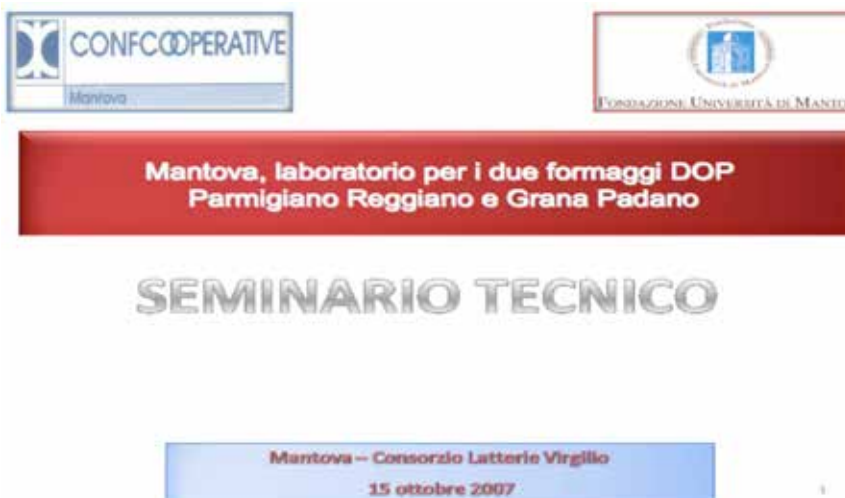 CONFCOOPERATIVE
Mantova
FONDAZIONE UNIVERSITÀ DI MANTO
Mantova, laboratorio per i due formaggi DOP
Parmigiano Reggiano e Grana Padano
SEMINARIO TECNICO
Mantova – Consorzio Latterie Virgilio
15 ottobre 2007